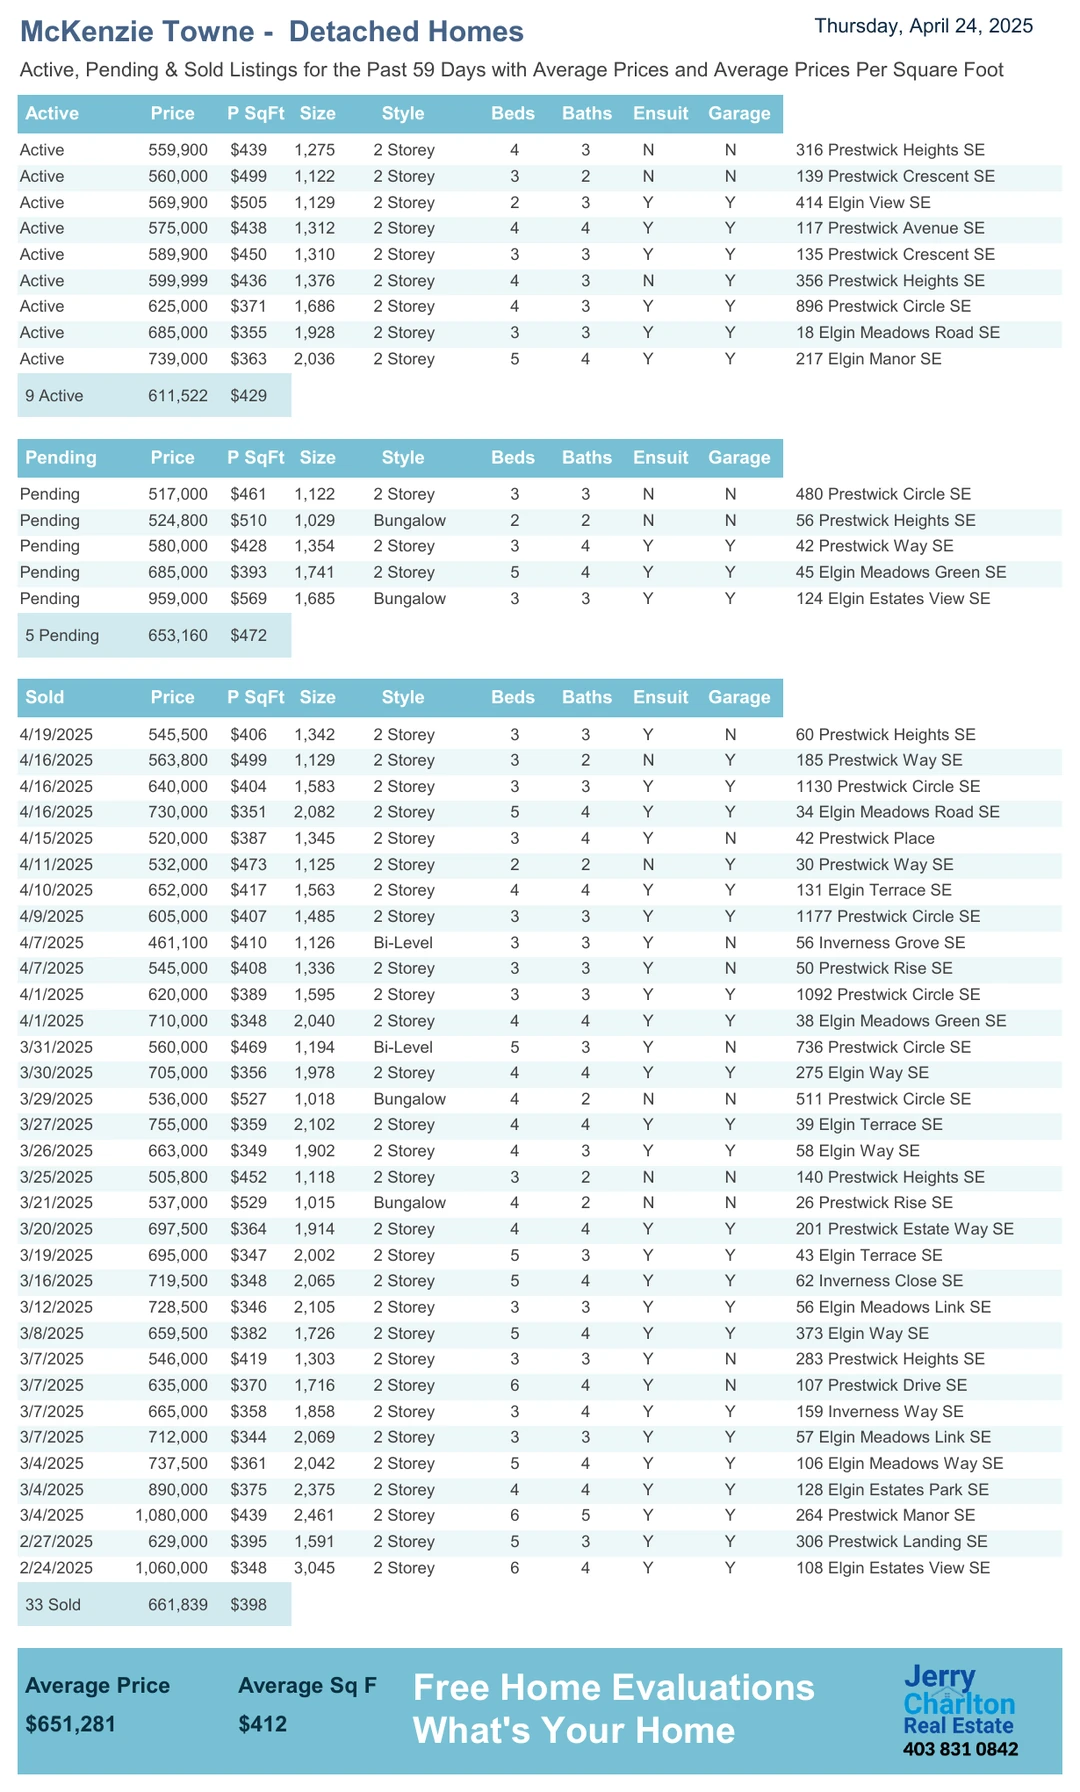 McKenzie Towne - Detached Homes
Thursday, April 24, 2025
Active, Pending & Sold Listings for the Past 59 Days with Average Prices and Average Prices Per Square Foot
Active Price P SqFt Size Style Beds Baths Ensuit Garage
Active 559,900 $439 1,275 2 Storey 4 3 N N 316 Prestwick Heights SE
Active 560,000 $499 1,122 2 Storey 3 2 N N 139 Prestwick Crescent SE
Active 569,900 $505 1,129 2 Storey 2 3 Y Y 414 Elgin View SE
Active 575,000 $438 1,312 2 Storey 4 4 Y Y 117 Prestwick Avenue SE
Active 589,900 $450 1,310 2 Storey 3 3 Y Y 135 Prestwick Crescent SE
Active 599,999 $436 1,376 2 Storey 4 3 N Y 356 Prestwick Heights SE
Active 625,000 $371 1,686 2 Storey 4 3 Y Y 896 Prestwick Circle SE
Active 685,000 $355 1,928 2 Storey 3 3 Y Y 18 Elgin Meadows Road SE
Active 739,000 $363 2,036 2 Storey 5 4 Y Y 217 Elgin Manor SE
9 Active 611,522 $429
Pending Price P SqFt Size Style Beds Baths Ensuit Garage
Pending 517,000 $461 1,122 2 Storey 3 3 N N 480 Prestwick Circle SE
Pending 524,800 $510 1,029 Bungalow 2 2 N N 56 Prestwick Heights SE
Pending 580,000 $428 1,354 2 Storey 3 4 Y Y 42 Prestwick Way SE
Pending 685,000 $393 1,741 2 Storey 5 4 Y Y 45 Elgin Meadows Green SE
Pending 959,000 $569 1,685 Bungalow 3 3 Y Y 124 Elgin Estates View SE
5 Pending 653,160 $472
Sold Price P SqFt Size Style Beds Baths Ensuit Garage
4/19/2025 545,500 $406 1,342 2 Storey 3 3 Y N 60 Prestwick Heights SE
4/16/2025 563,800 $499 1,129 2 Storey 3 2 N Y 185 Prestwick Way SE
4/16/2025 640,000 $404 1,583 2 Storey 3 3 Y Y 1130 Prestwick Circle SE
4/16/2025 730,000 $351 2,082 2 Storey 5 4 Y Y 34 Elgin Meadows Road SE
4/15/2025 520,000 $387 1,345 2 Storey 3 4 Y N 42 Prestwick Place
4/11/2025 532,000 $473 1,125 2 Storey 2 2 N Y 30 Prestwick Way SE
4/10/2025 652,000 $417 1,563 2 Storey 4 4 Y Y 131 Elgin Terrace SE
4/9/2025 605,000 $407 1,485 2 Storey 3 3 Y Y 1177 Prestwick Circle SE
4/7/2025 461,100 $410 1,126 Bi-Level 3 3 Y N 56 Inverness Grove SE
4/7/2025 545,000 $408 1,336 2 Storey 3 3 Y N 50 Prestwick Rise SE
4/1/2025 620,000 $389 1,595 2 Storey 3 3 Y Y 1092 Prestwick Circle SE
4/1/2025 710,000 $348 2,040 2 Storey 4 4 Y Y 38 Elgin Meadows Green SE
3/31/2025 560,000 $469 1,194 Bi-Level 5 3 Y N 736 Prestwick Circle SE
3/30/2025 705,000 $356 1,978 2 Storey 4 4 Y Y 275 Elgin Way SE
3/29/2025 536,000 $527 1,018 Bungalow 4 2 N N 511 Prestwick Circle SE
3/27/2025 755,000 $359 2,102 2 Storey 4 4 Y Y 39 Elgin Terrace SE
3/26/2025 663,000 $349 1,902 2 Storey 4 3 Y Y 58 Elgin Way SE
3/25/2025 505,800 $452 1,118 2 Storey 3 2 N N 140 Prestwick Heights SE
3/21/2025 537,000 $529 1,015 Bungalow 4 2 N N 26 Prestwick Rise SE
3/20/2025 697,500 $364 1,914 2 Storey 4 4 Y Y 201 Prestwick Estate Way SE
3/19/2025 695,000 $347 2,002 2 Storey 5 3 Y Y 43 Elgin Terrace SE
3/16/2025 719,500 $348 2,065 2 Storey 5 4 Y Y 62 Inverness Close SE
3/12/2025 728,500 $346 2,105 2 Storey 3 3 Y Y 56 Elgin Meadows Link SE
3/8/2025 659,500 $382 1,726 2 Storey 5 4 Y Y 373 Elgin Way SE
3/7/2025 546,000 $419 1,303 2 Storey 3 3 Y N 283 Prestwick Heights SE
3/7/2025 635,000 $370 1,716 2 Storey 6 4 Y N 107 Prestwick Drive SE
3/7/2025 665,000 $358 1,858 2 Storey 3 4 Y Y 159 Inverness Way SE
3/7/2025 712,000 $344 2,069 2 Storey 3 3 Y Y 57 Elgin Meadows Link SE
3/4/2025 737,500 $361 2,042 2 Storey 5 4 Y Y 106 Elgin Meadows Way SE
3/4/2025 890,000 $375 2,375 2 Storey 4 4 Y Y 128 Elgin Estates Park SE
3/4/2025 1,080,000 $439 2,461 2 Storey 6 5 Y Y 264 Prestwick Manor SE
2/27/2025 629,000 $395 1,591 2 Storey 5 3 Y Y 306 Prestwick Landing SE
2/24/2025 1,060,000 $348 3,045 2 Storey 6 4 Y Y 108 Elgin Estates View SE
33 Sold 661,839 $398
Average Price Average Sq F
$651,281 $412
Free Home Evaluations
What's Your Home
Jerry
Charlton
Real Estate
403 831 0842